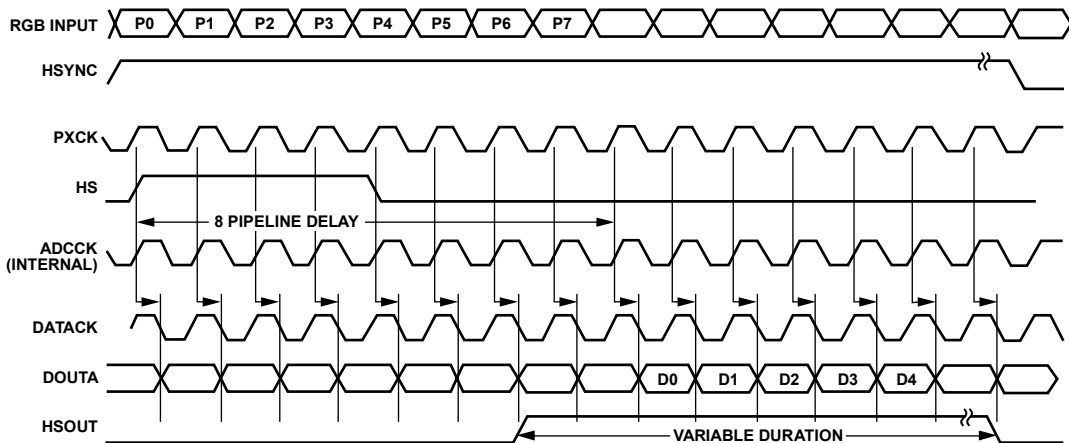 RGB INPUT P0 P1 P2 P3 P4 P5 P6 P7
HSYNC
PXCK
HS
8 PIPELINE DELAY
ADCCK
(INTERNAL)
DATACK
DOUTA D0 D1 D2 D3 D4
HSOUT
VARIABLE DURATION